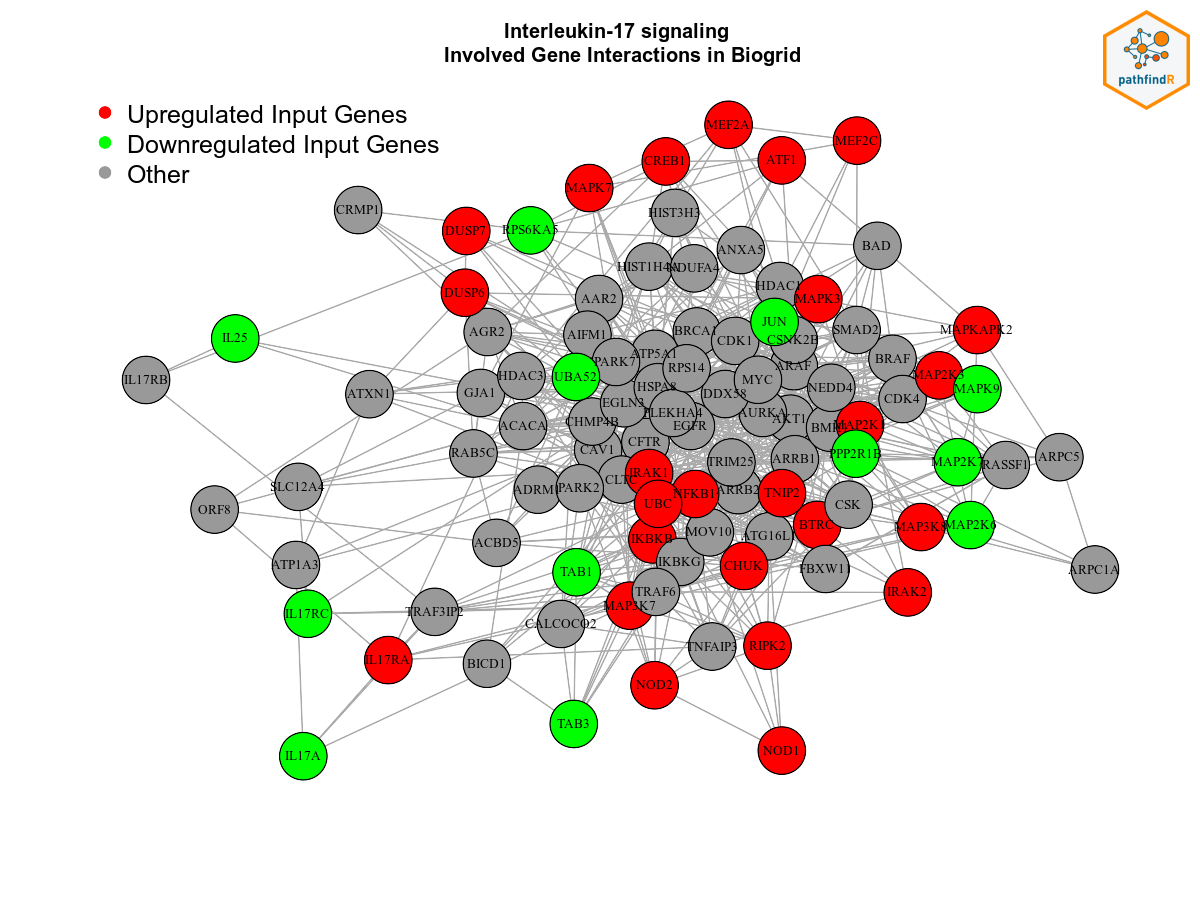 Interleukin-17 signaling
Involved Gene Interactions in Biogrid
pathfindR
Upregulated Input Genes
Downregulated Input Genes
Other
MEF2A
MEF2C
CREB1
ATF1
MAPK7
CRMP1
HIST3H3
DUSP7
RPS6KA5
ANXA5
BAD
NDUFA4
DUSP6
HDAC1
MAPK3
AAR2
JUN
SMAD2
MAPKAPK2
AGR2
AIFM1
BRCA1
CDK1
CSNK2B
IL25
ATP5A1
PARK7
RPS14
ARAF
BRAF
IL17RB
HDAC3
UBA52
HSPA8
MYC
NEDD4
MAPK9
ATXN1
GJA1
EGLN3
DDX58
CDK4
PLEKHA4
AURKA
AKT1
ACACA
CHMP4B
EGFR
MAP2K1
CFTR
CAV1
RAB5C
TRIM25
ARRB1
PPP2R1B
RASSF1
ARPC5
IRAK1
SLC12A4
ADRM1
PARK2
CLTC
NFKB1
ARRB2
TNIP2
UBC
CSK
ORF8
BTRC
MAP3K8
MAP2K6
ACBD5
IKBKB
MOV10
ATG16L1
ATP1A3
TAB1
IKBKG
CHUK
FBXW11
ARPC1A
TRAF6
IRAK2
IL17RC
TRAF3IP2
MAP3K7
CALCOCO2
IL17RA
BICD1
TNFAIP3
RIPK2
NOD2
TAB3
NOD1
IL17A